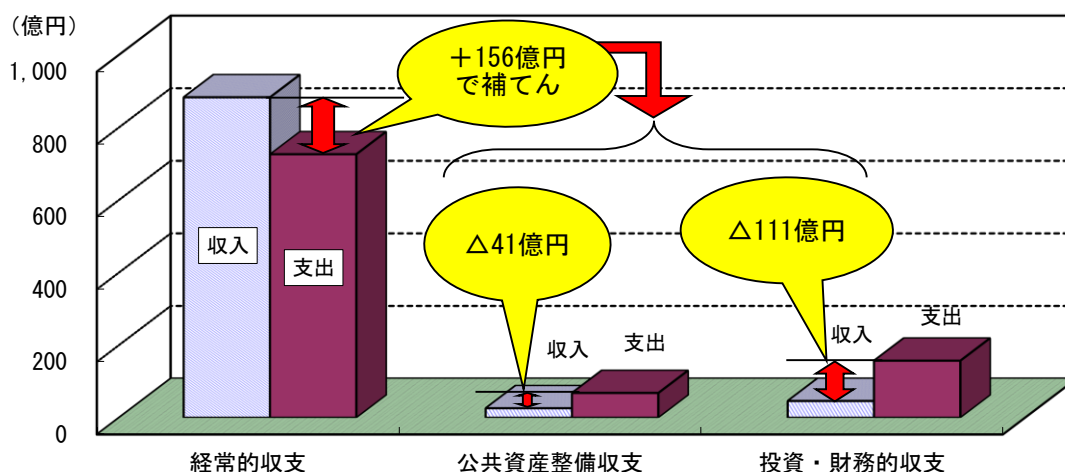 (億円)
1,000
800
600
400
200
0
+156億円
で補てん
△41億円
△111億円
収入
支出
収入
支出
収入
支出
経常的収支
公共資産整備収支
投資・財務的収支